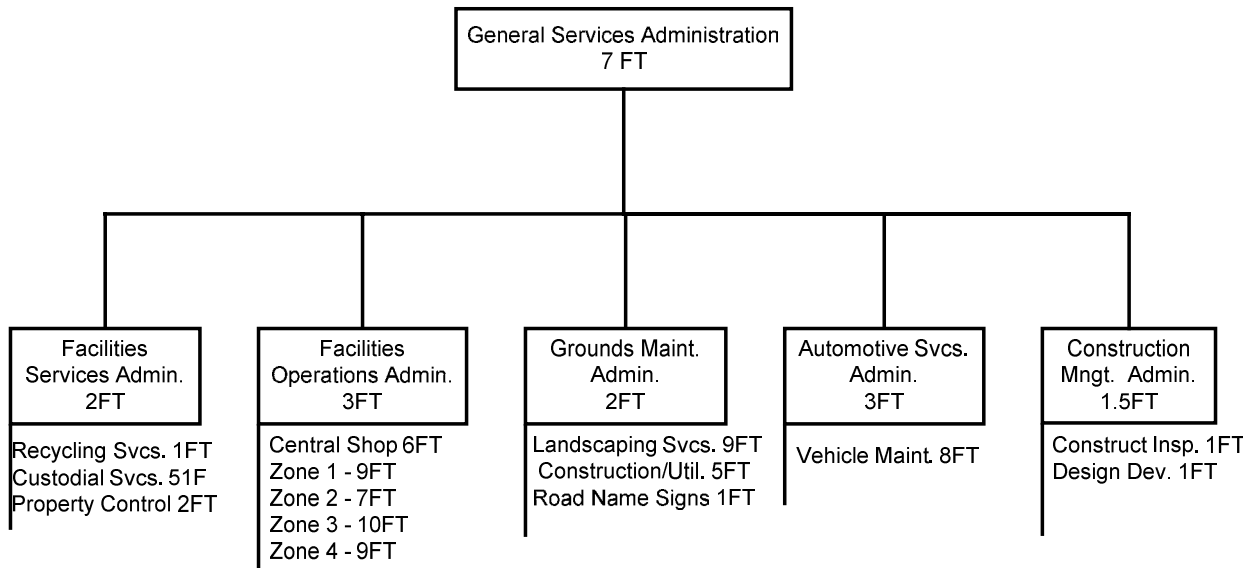 General Services Administration
7 FT
Facilities
Services Admin.
2FT
Recycling Svcs. 1FT
Custodial Svcs. 51F
Property Control 2FT
Facilities
Operations Admin.
3FT
Central Shop 6FT
Zone 1 - 9FT
Zone 2 - 7FT
Zone 3 - 10FT
Zone 4 - 9FT
Grounds Maint.
Admin.
2FT
Landscaping Svcs. 9FT
Construction/Util. 5FT
Road Name Signs 1FT
Automotive Svcs.
Admin.
3FT
Vehicle Maint. 8FT
Construction
Mngt. Admin.
1.5FT
Construct Insp. 1FT
Design Dev. 1FT